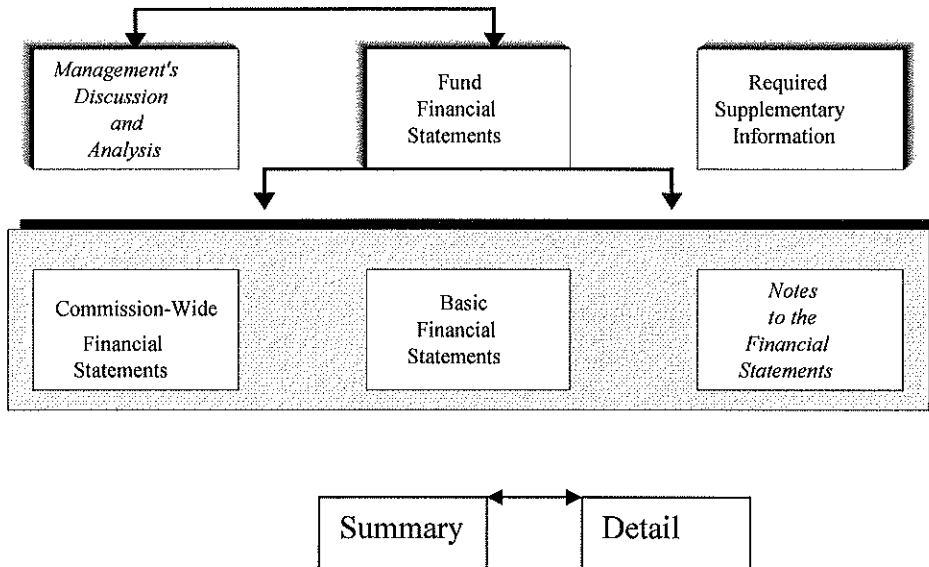 Management's
Discussion
and
Analysis
Fund
Financial
Statements
Required
Supplementary
Information
Commission-Wide
Financial
Statements
Basic
Financial
Statements
Notes
to the
Financial
Statements
Summary
Detail